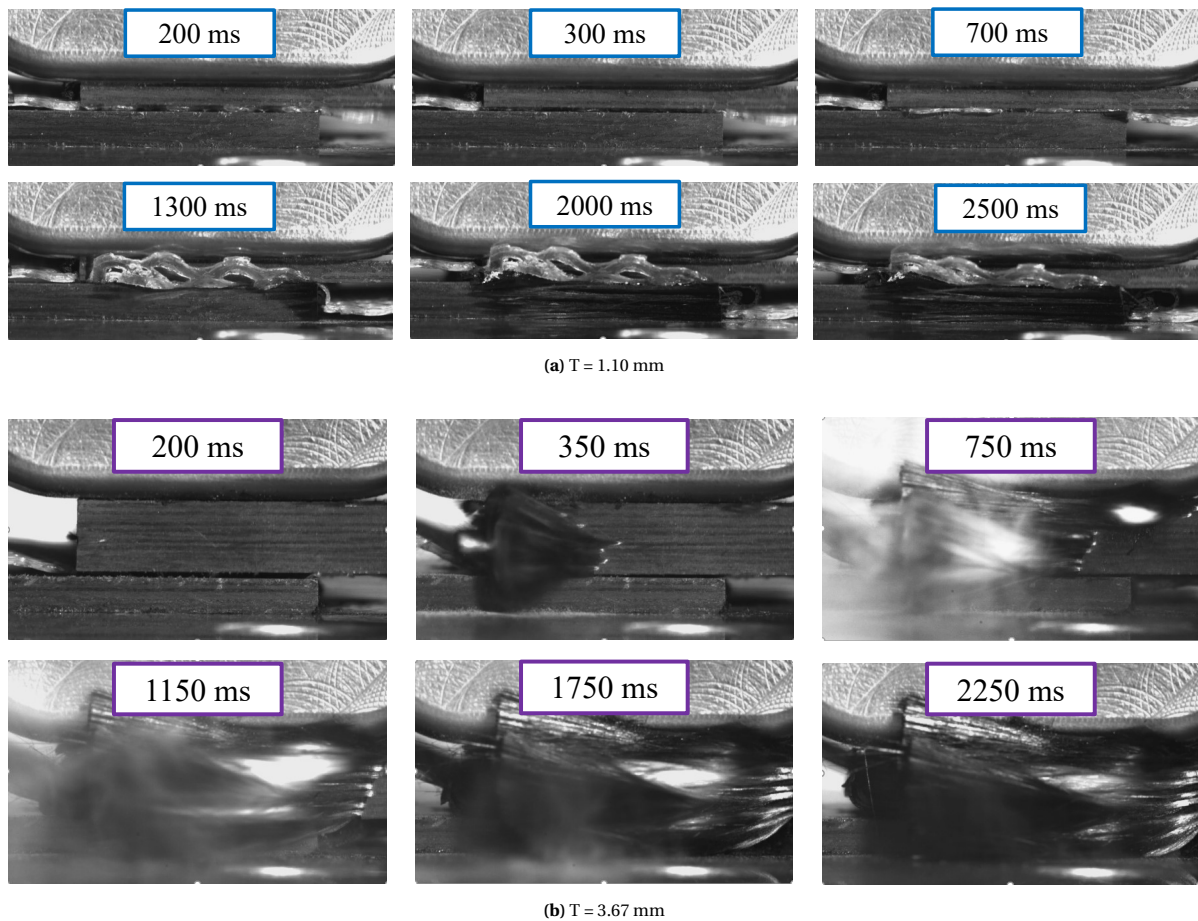 200 ms
300 ms
700 ms
1300 ms
2000 ms
2500 ms
(a) T = 1.10 mm
200 ms
350 ms
750 ms
1150 ms
1750 ms
2250 ms
(b) T = 3.67 mm